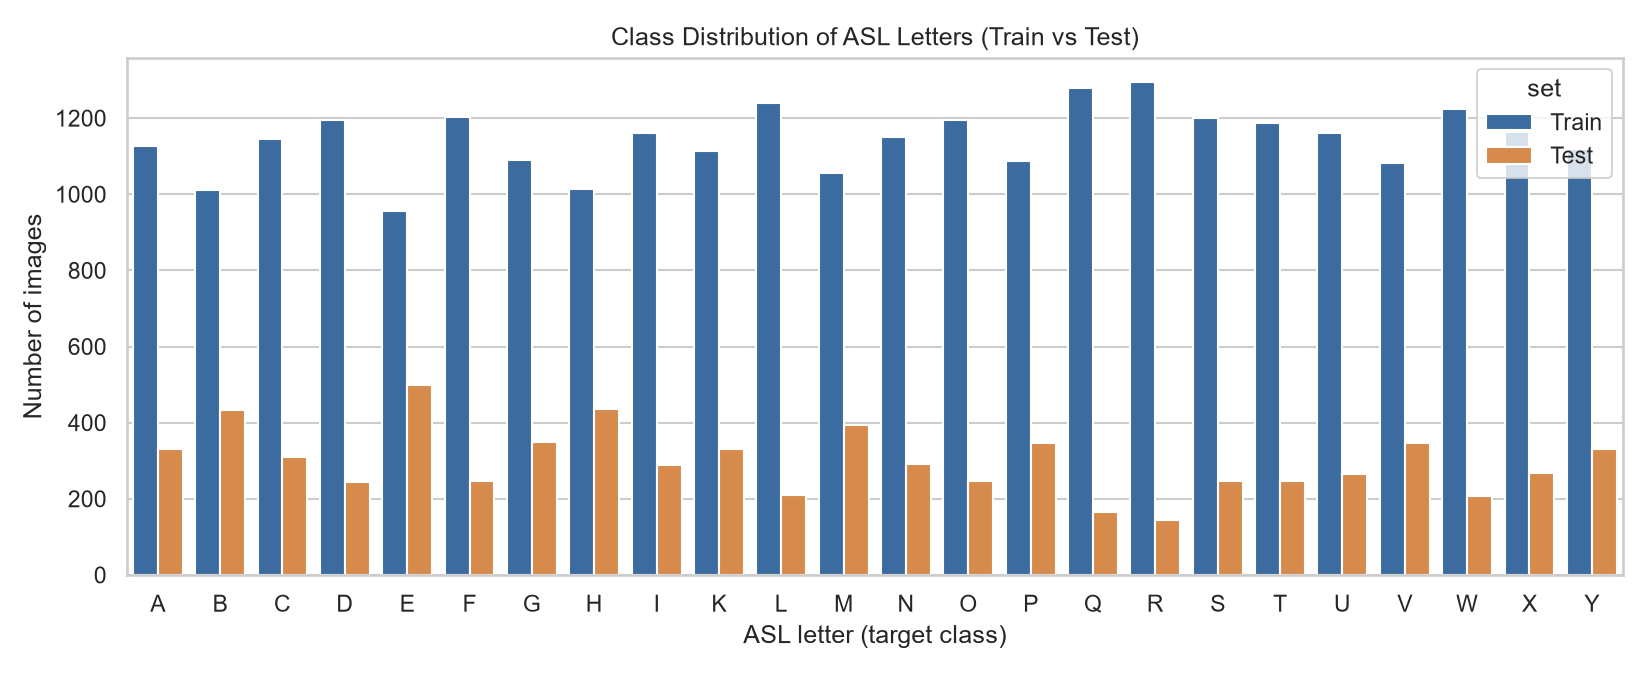 Class Distribution of ASL Letters (Train vs Test)
set
Train
Test
1200
1000
800
600
400
200
0
Number of images
A B C D E F G H I K L M N O P Q R S T U V W X Y
ASL letter (target class)